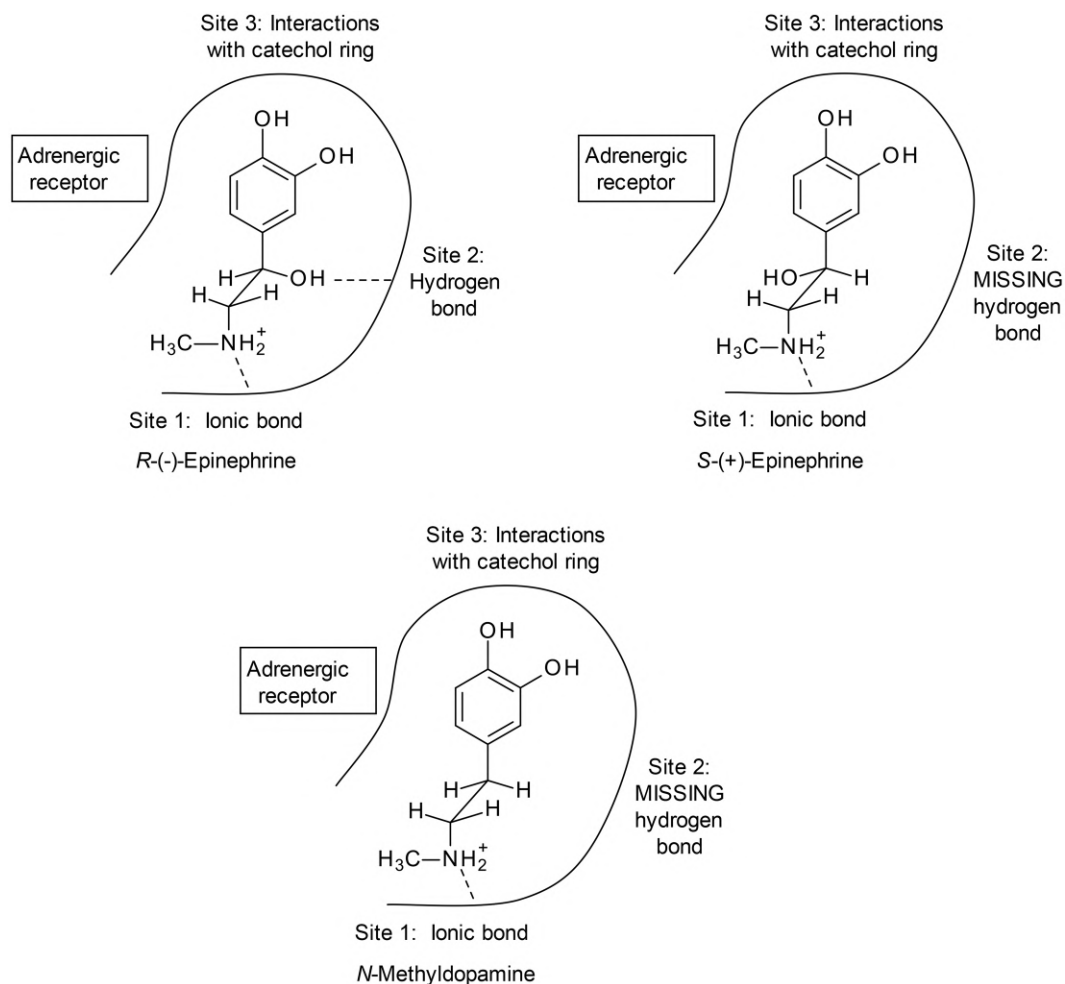 Site 3: Interactions
with catechol ring
Adrenergic
receptor
OH
OH
H
OH
H
H
H₃C—NH₂⁺
Site 2:
Hydrogen
bond
Site 1: Ionic bond
R-(-)-Epinephrine
Site 3: Interactions
with catechol ring
Adrenergic
receptor
OH
OH
HO
H
H
H
H₃C—NH₂⁺
Site 2:
MISSING
hydrogen
bond
Site 1: Ionic bond
S-(+)-Epinephrine
Site 3: Interactions
with catechol ring
Adrenergic
receptor
OH
OH
H
H
H
H
H₃C—NH₂⁺
Site 2:
MISSING
hydrogen
bond
Site 1: Ionic bond
N-Methyldopamine